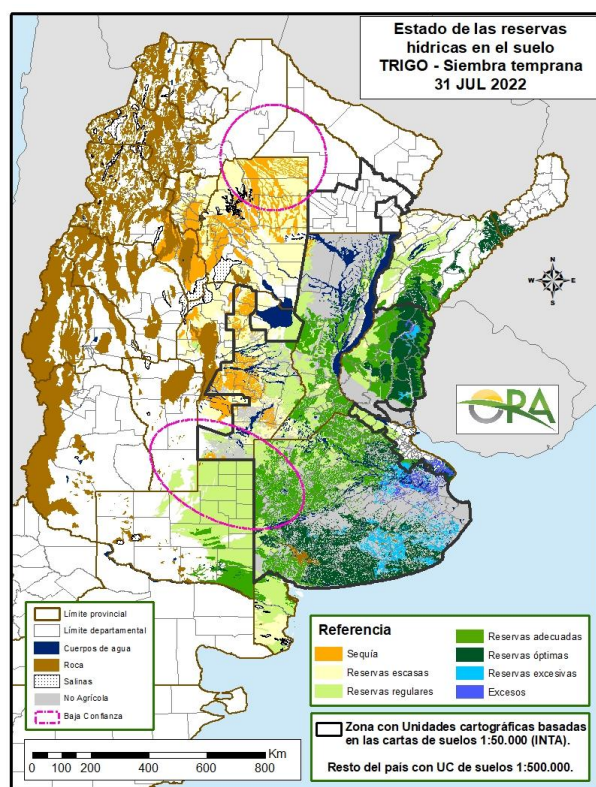 Estado de las reservas
hídricas en el suelo
TRIGO - Siembra temprana
31 JUL 2022
N
W E
S
ORA
Límite provincial
Límite departamental
Cuerpos de agua
Roca
Salinas
No Agrícola
Baja Confianza
Referencia
Sequía
Reservas escasas
Reservas regulares
Reservas adecuadas
Reservas óptimas
Reservas excesivas
Excesos
Zona con Unidades cartográficas basadas
en las cartas de suelos 1:50.000 (INTA).
Resto del país con UC de suelos 1:500.000.
Km
0 100 200 400 600 800